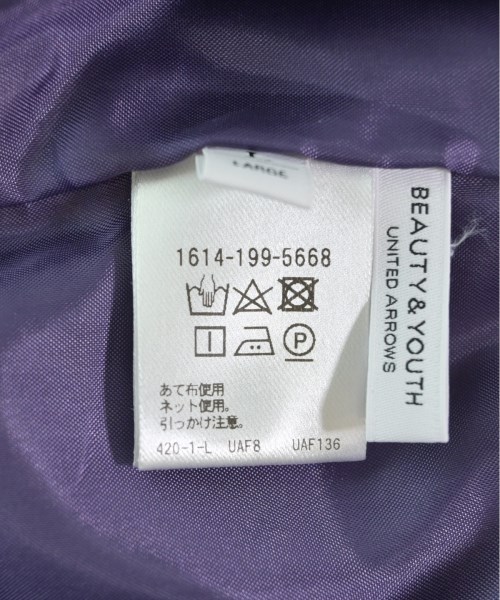 LARGE
1614-199-5668
あて布使用
ネット使用。
引っかけ注意。
420-1-L UAF8 UAF136
BEAUTY & YOUTH
UNITED ARROWS